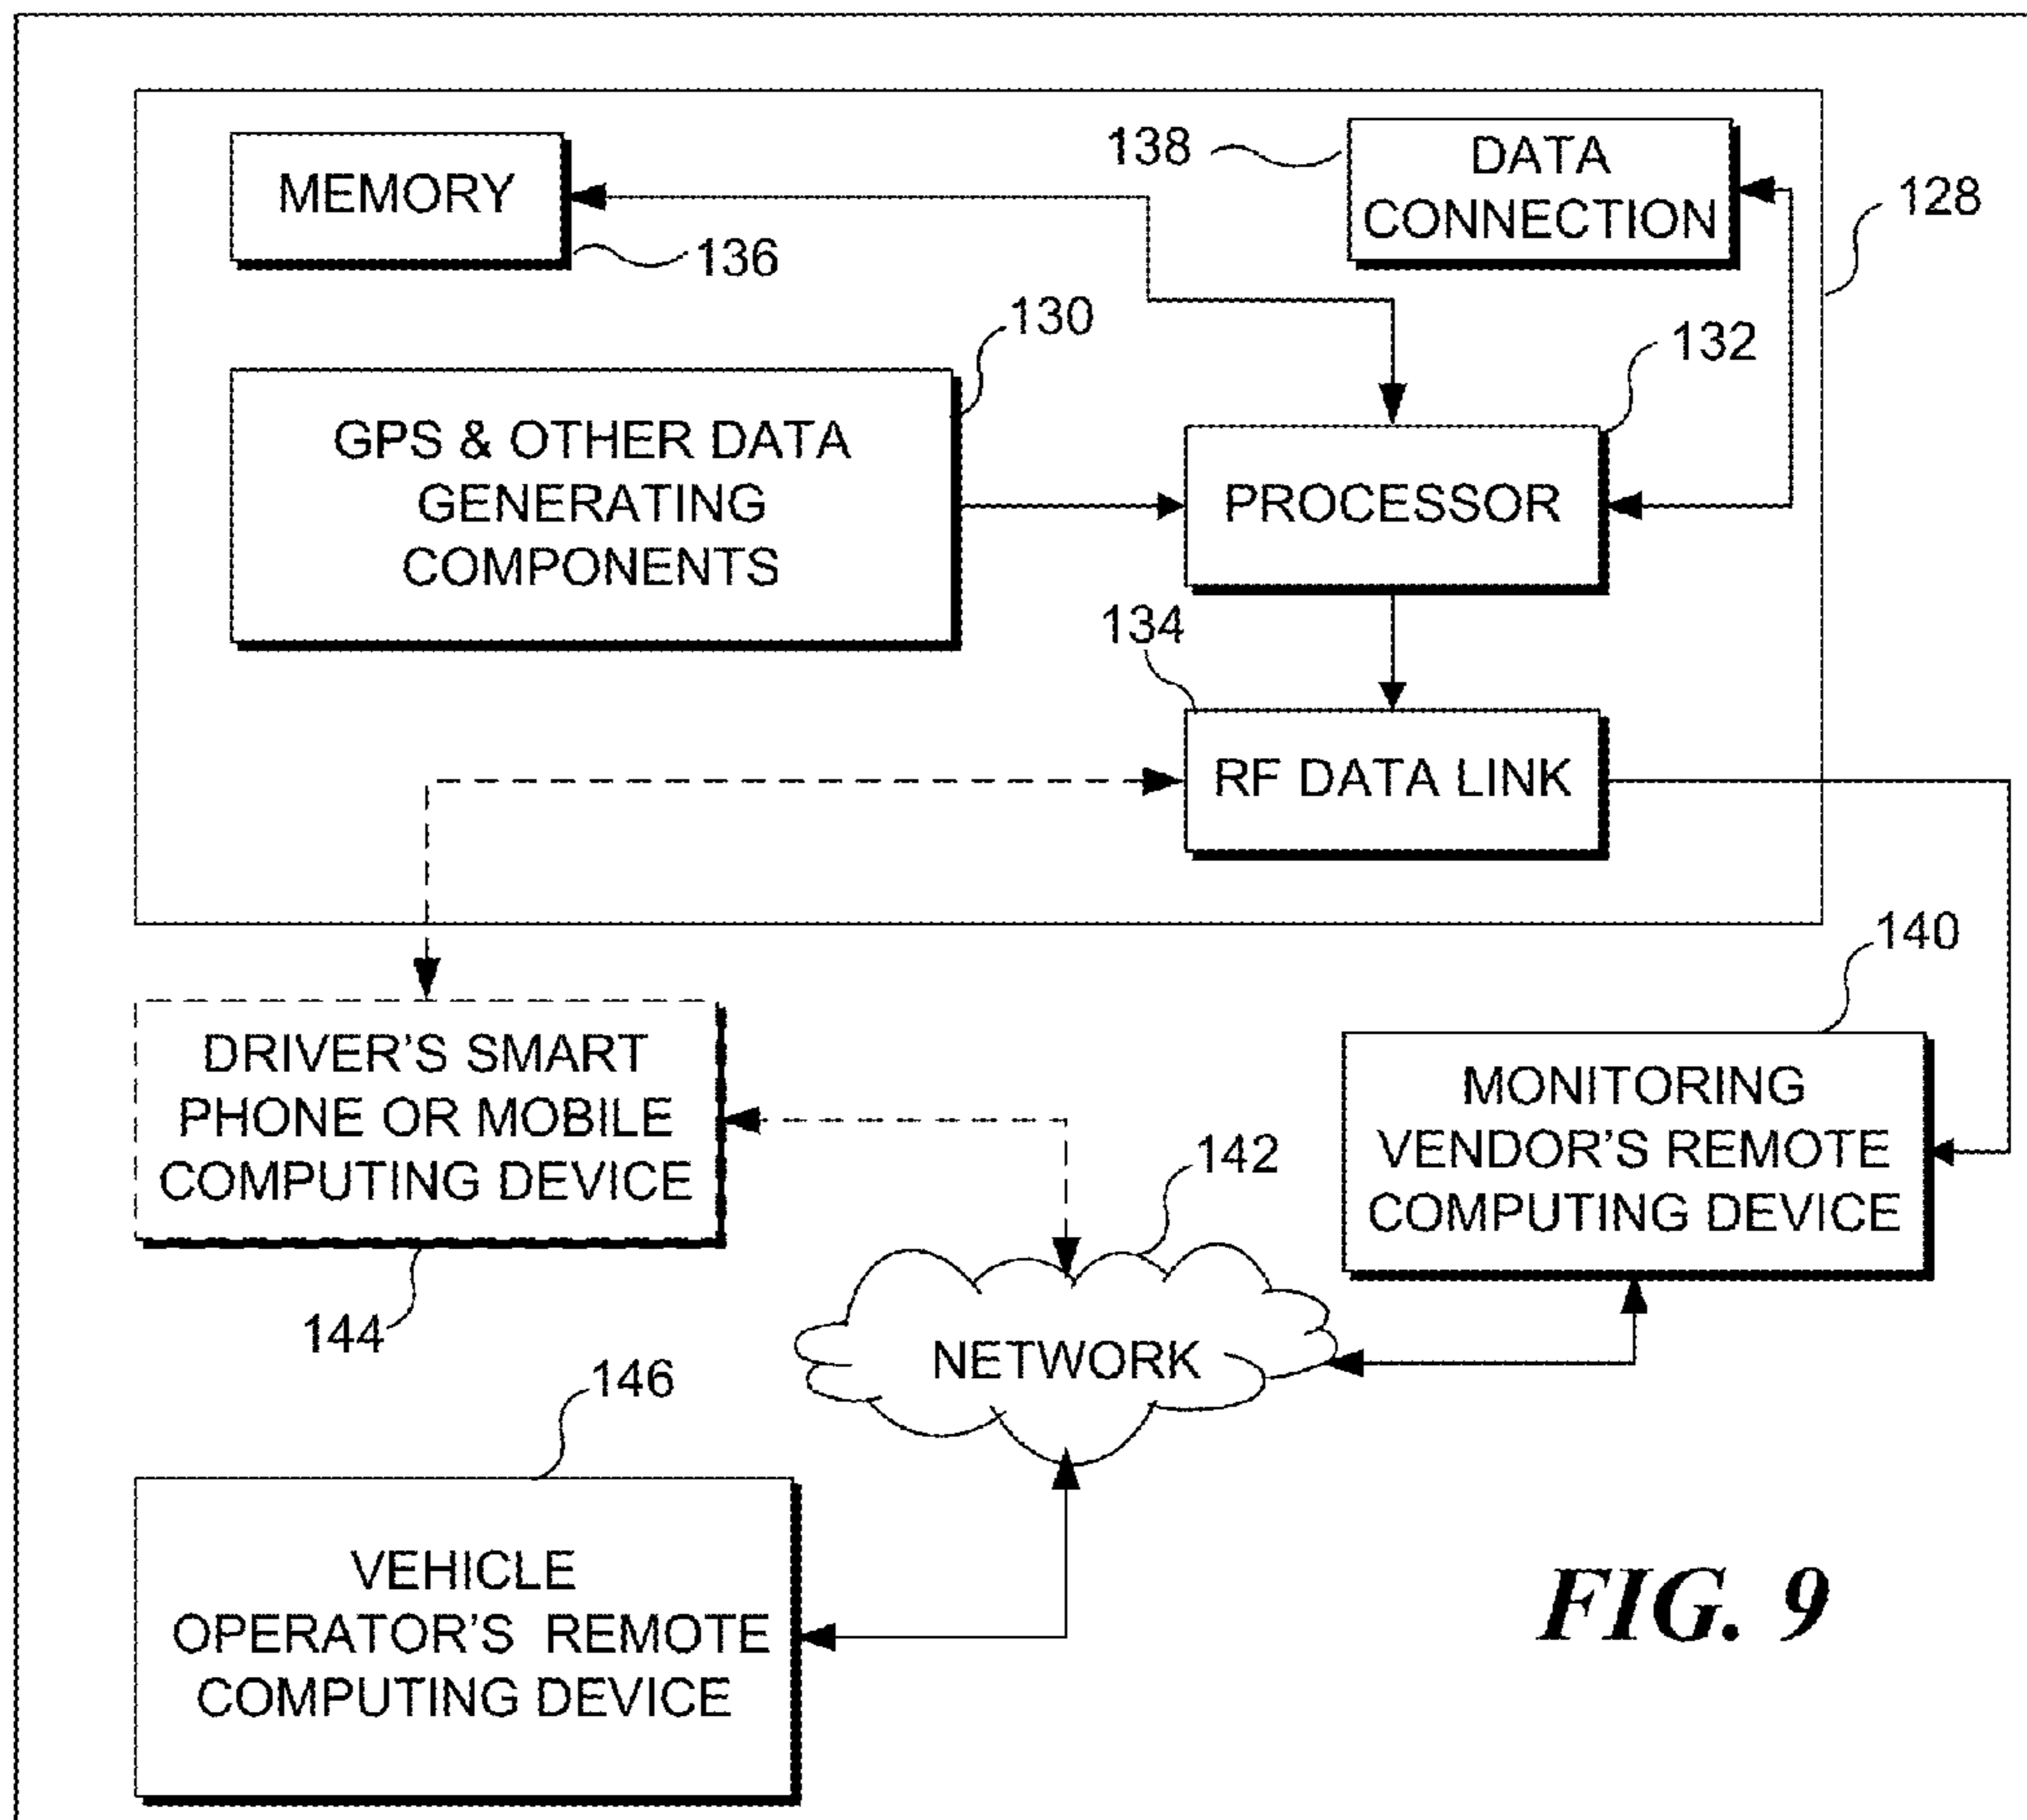 MEMORY
136
138
DATA
CONNECTION
128
130
GPS & OTHER DATA
GENERATING
COMPONENTS
132
PROCESSOR
134
RF DATA LINK
140
DRIVER'S SMART
PHONE OR MOBILE
COMPUTING DEVICE
144
MONITORING
VENDOR'S REMOTE
COMPUTING DEVICE
142
NETWORK
146
VEHICLE
OPERATOR'S REMOTE
COMPUTING DEVICE
FIG. 9